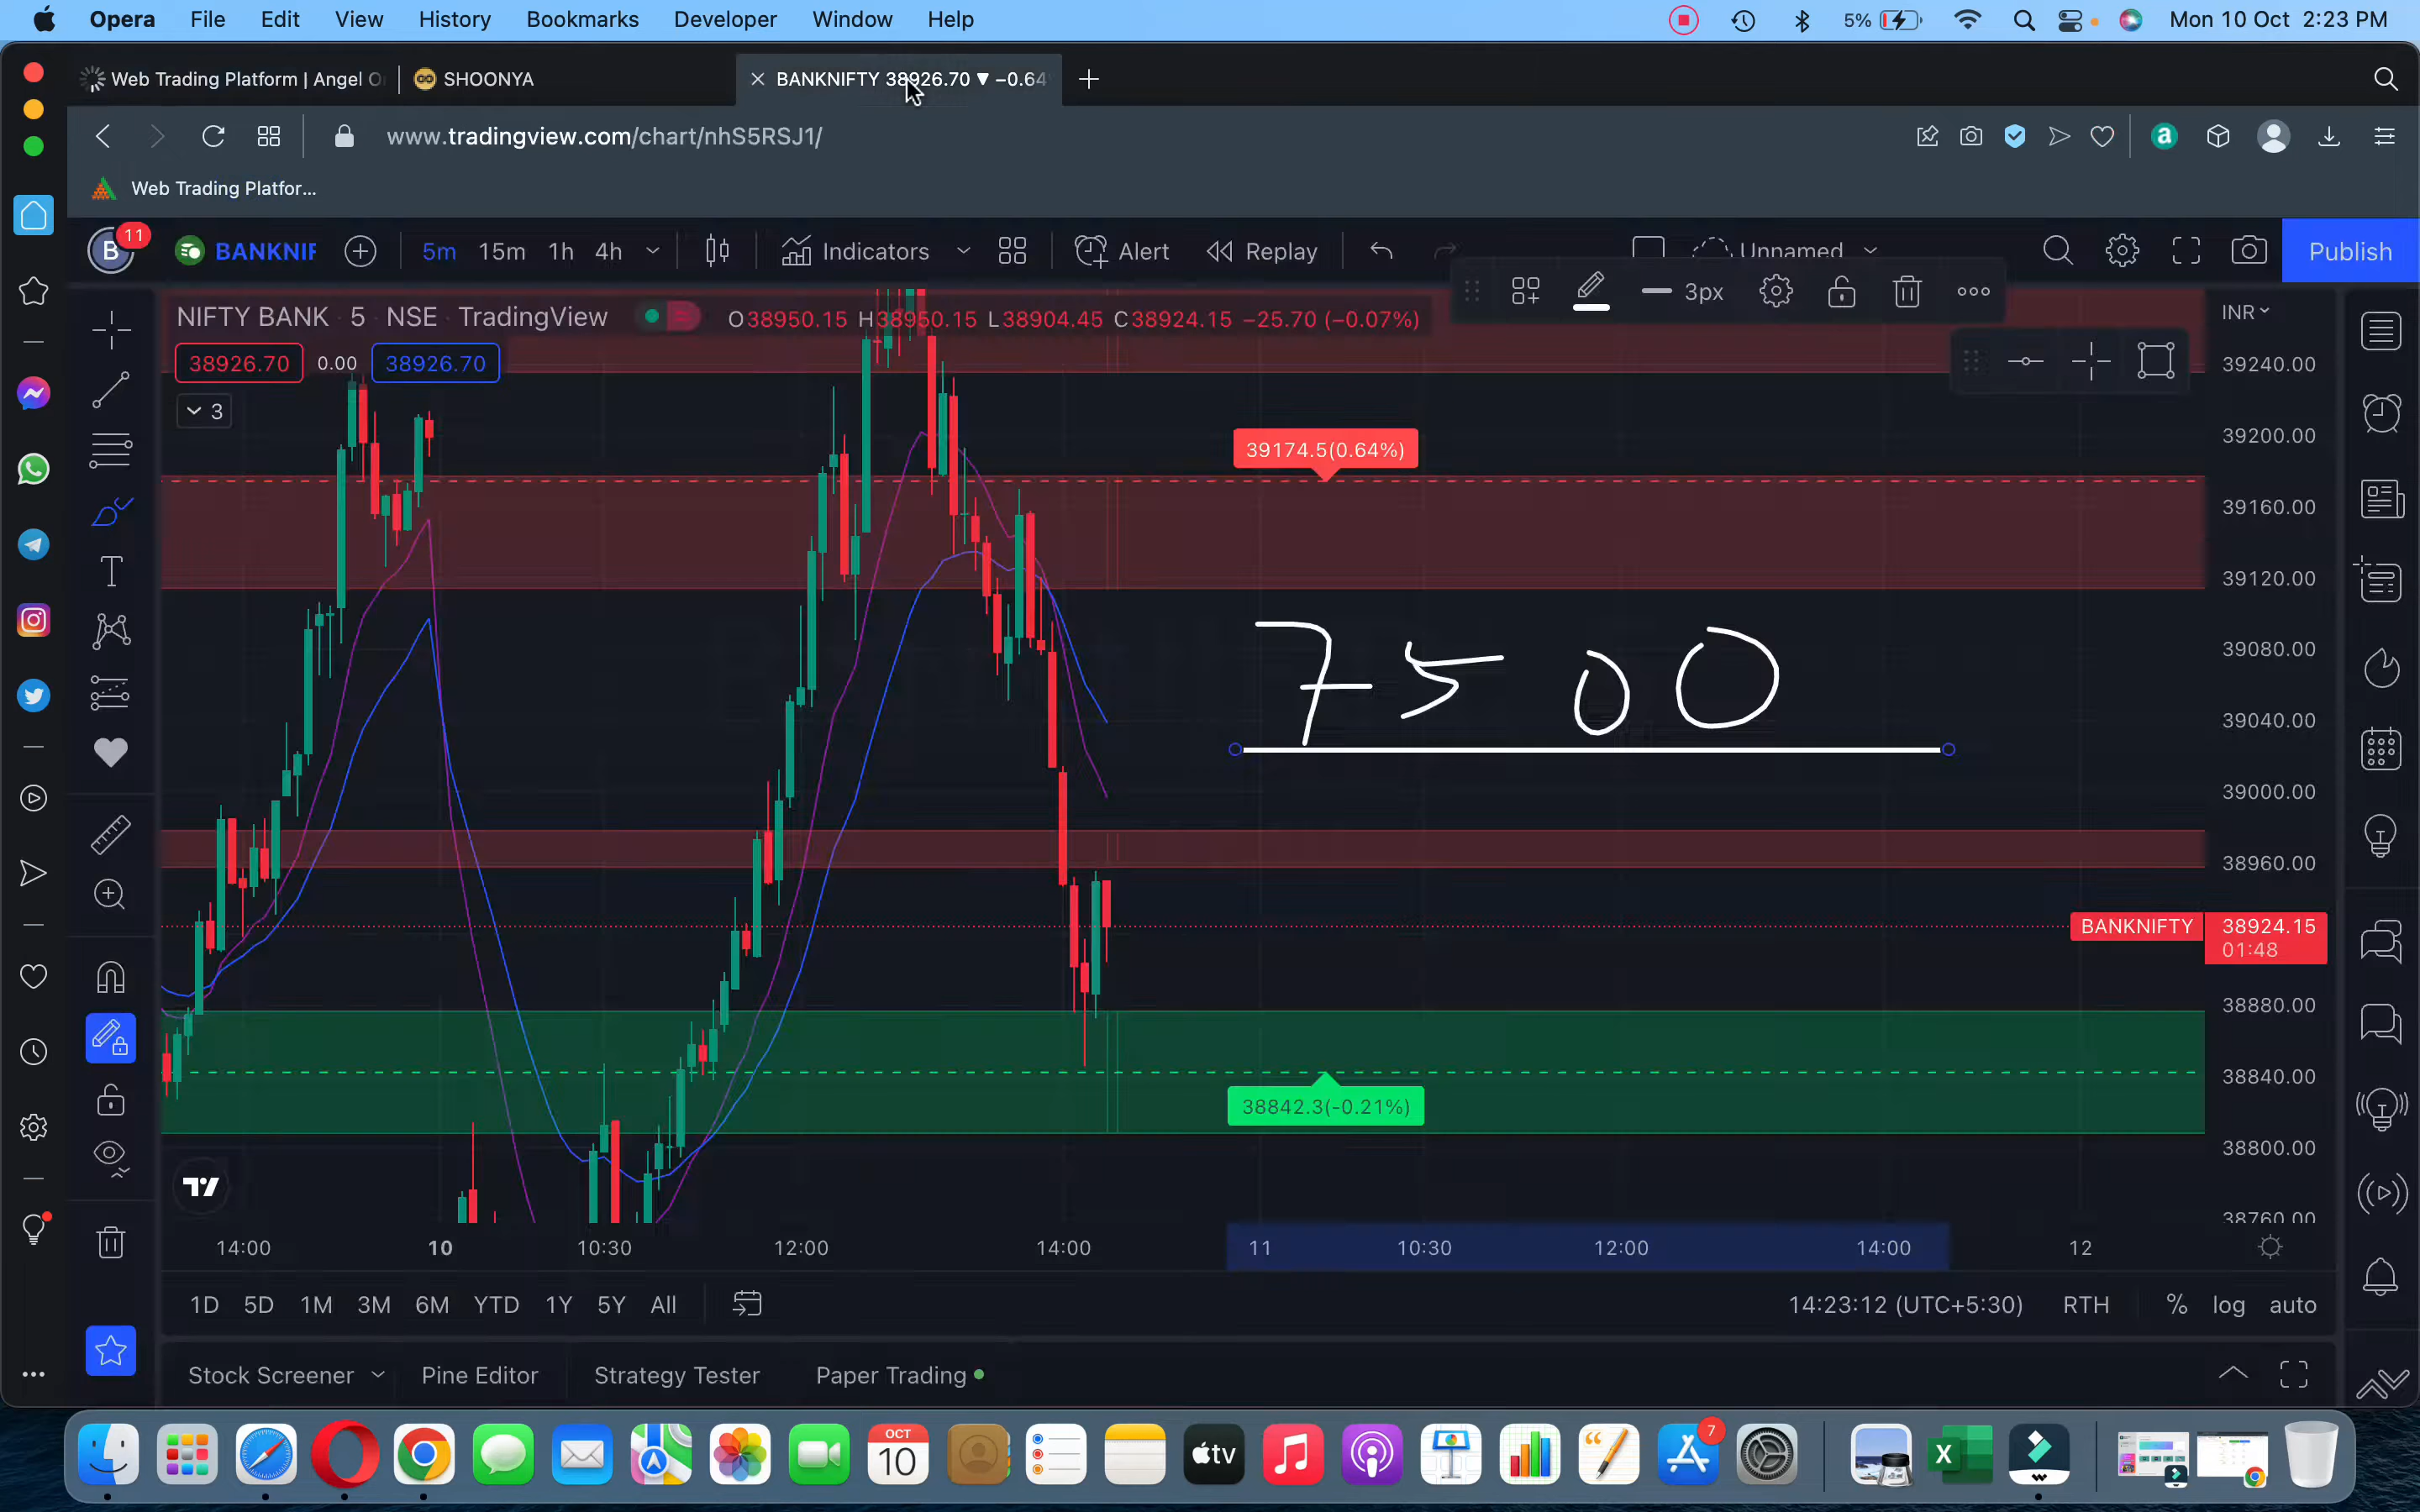 Opera File Edit View History Bookmarks Developer Window Help 5% Mon 10 Oct 2:23 PM
Web Trading Platform | Angel O SHOONYA BANKNIFTY 38926.70 ▼ −0.64
www.tradingview.com/chart/nhS5RSJ1/
a
Web Trading Platfor...
B 11 BANKNIF 5m 15m 1h 4h Indicators Alert Replay Unnamed Publish
3px
NIFTY BANK 5 NSE TradingView O38950.15 H38950.15 L38904.45 C38924.15 −25.70 (−0.07%)
INR
38926.70 0.00 38926.70
3
39240.00
39200.00
39174.5(0.64%)
39160.00
39120.00
39080.00
7500
39040.00
39000.00
38960.00
BANKNIFTY 38924.15
01:48
38880.00
38840.00
38842.3(-0.21%)
38800.00
38760.00
14:00 10 10:30 12:00 14:00 11 10:30 12:00 14:00 12
1D 5D 1M 3M 6M YTD 1Y 5Y All 14:23:12 (UTC+5:30) RTH % log auto
Stock Screener Pine Editor Strategy Tester Paper Trading
OCT
10
tv
7
X